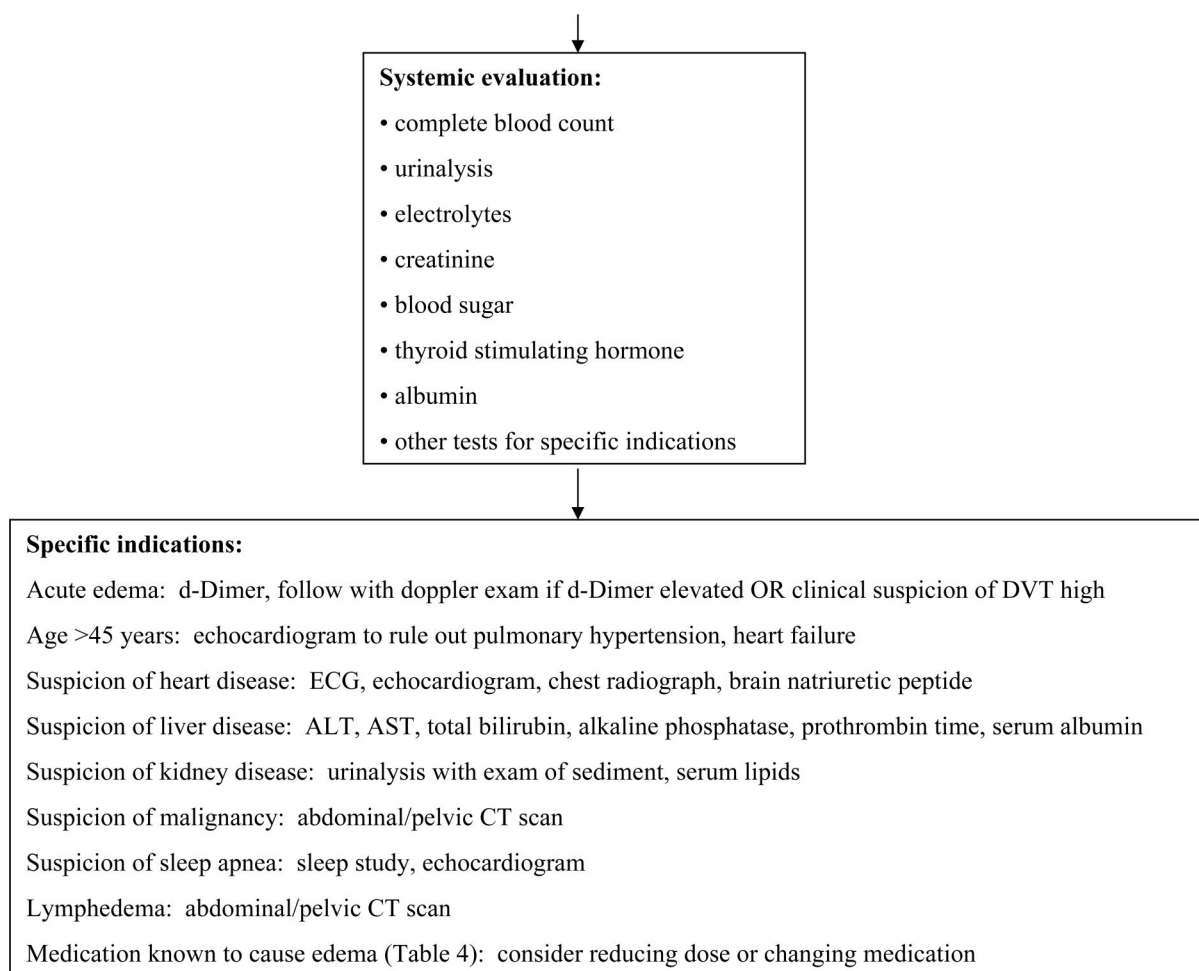 Systemic evaluation:
• complete blood count
• urinalysis
• electrolytes
• creatinine
• blood sugar
• thyroid stimulating hormone
• albumin
• other tests for specific indications
Specific indications:
Acute edema:  d-Dimer, follow with doppler exam if d-Dimer elevated OR clinical suspicion of DVT high
Age >45 years:  echocardiogram to rule out pulmonary hypertension, heart failure
Suspicion of heart disease:  ECG, echocardiogram, chest radiograph, brain natriuretic peptide
Suspicion of liver disease:  ALT, AST, total bilirubin, alkaline phosphatase, prothrombin time, serum albumin
Suspicion of kidney disease:  urinalysis with exam of sediment, serum lipids
Suspicion of malignancy:  abdominal/pelvic CT scan
Suspicion of sleep apnea:  sleep study, echocardiogram
Lymphedema:  abdominal/pelvic CT scan
Medication known to cause edema (Table 4):  consider reducing dose or changing medication